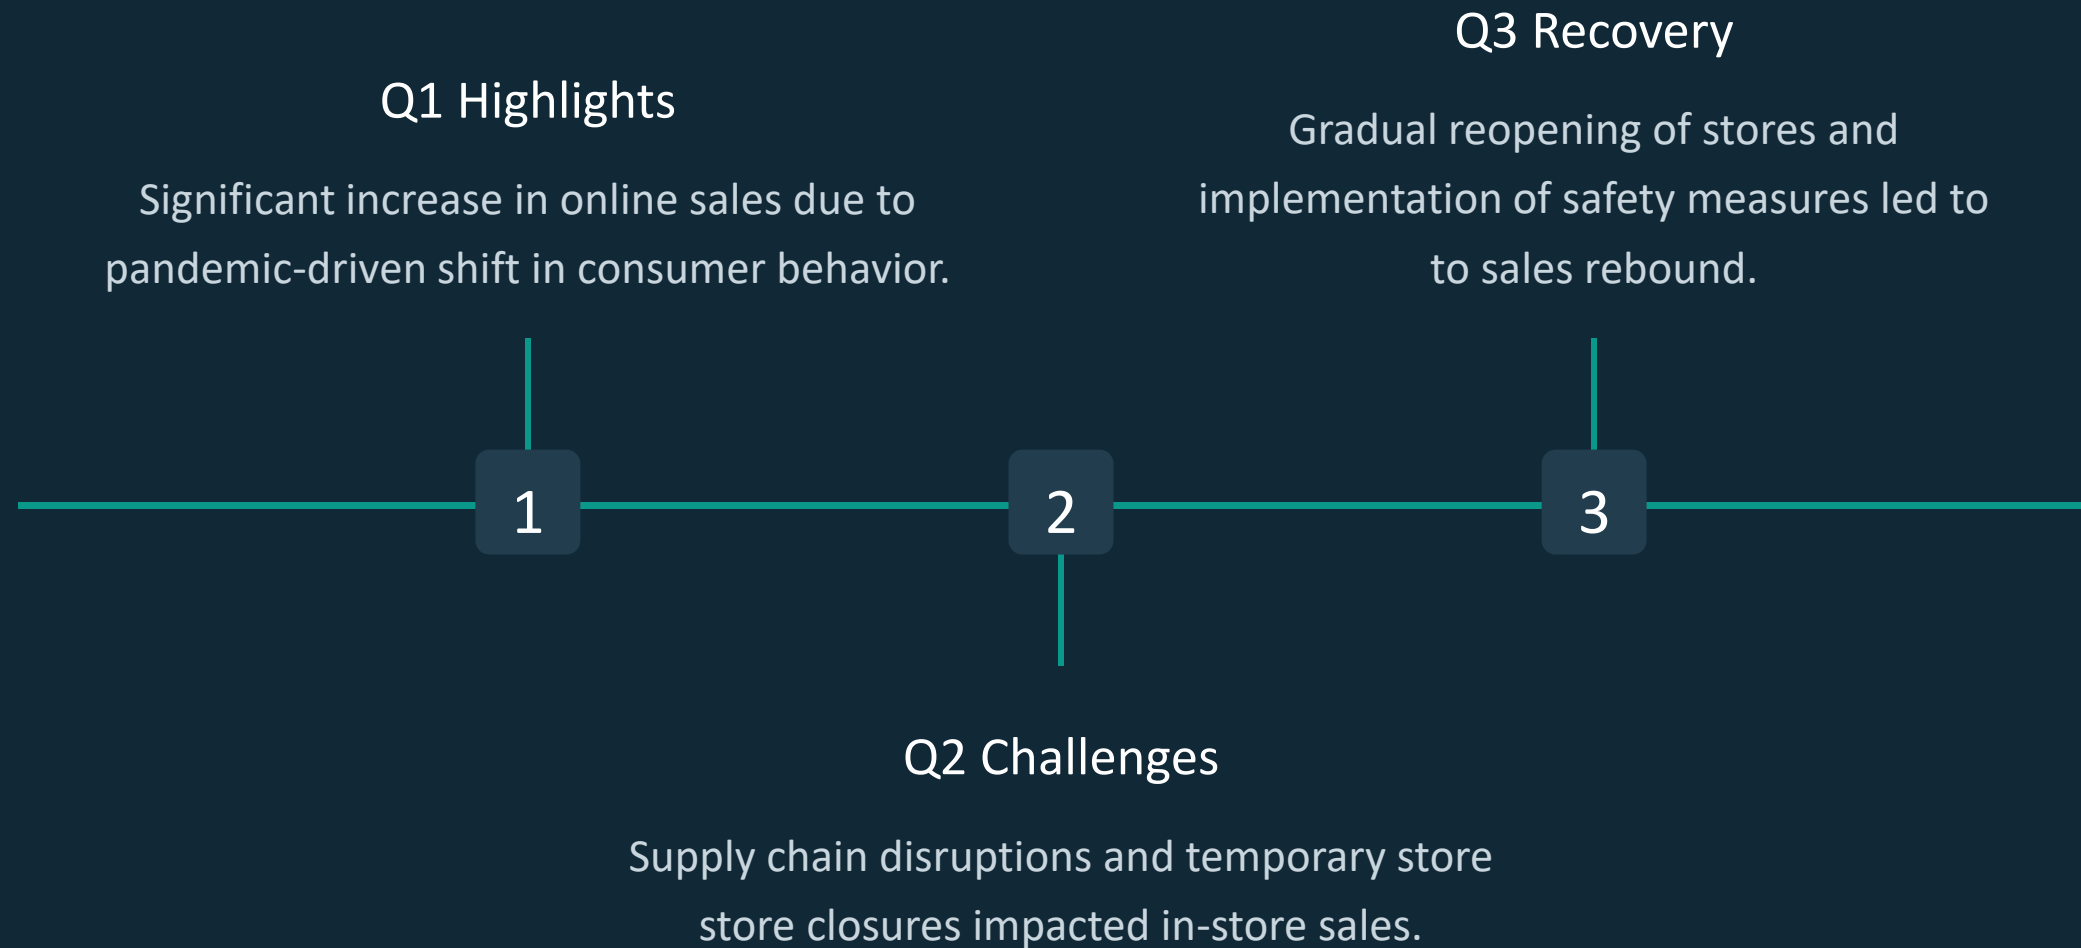 Q1 Highlights
Significant increase in online sales due to
pandemic-driven shift in consumer behavior.
Q3 Recovery
Gradual reopening of stores and
implementation of safety measures led to
to sales rebound.
1
2
3
Q2 Challenges
Supply chain disruptions and temporary store
store closures impacted in-store sales.